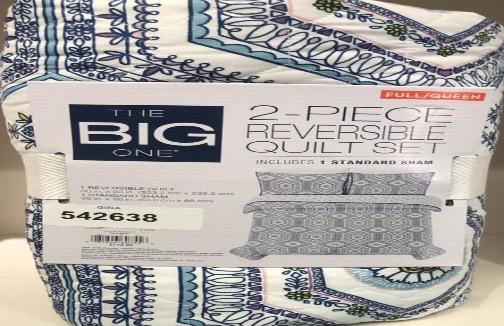 FULL/QUEEN
THE
BIG
ONE
2-PIECE
REVERSIBLE
QUILT SET
INCLUDES 1 STANDARD SHAM
1 REVERSIBLE QUILT
1 STANDARD SHAM
GINA
542638